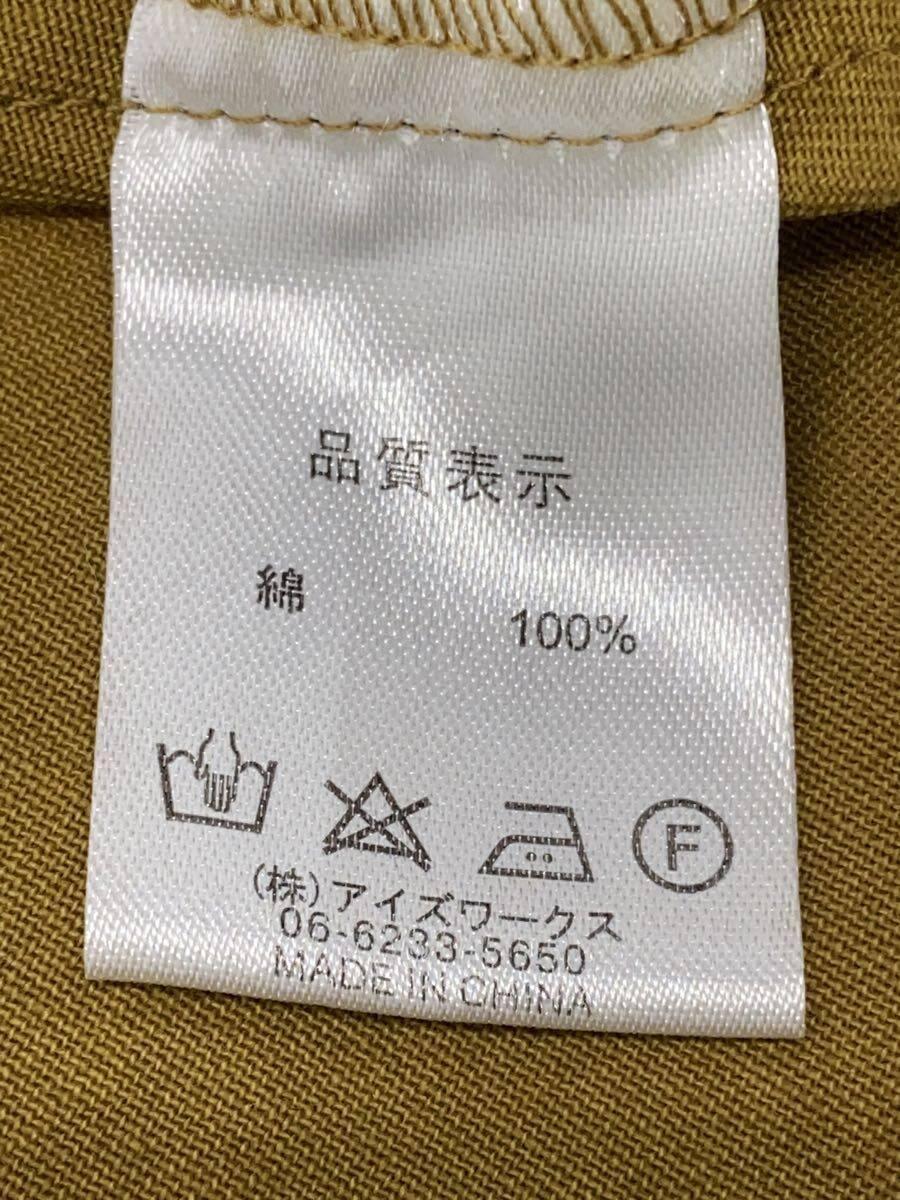 品質表示
綿 100%
F
(株)アイズワークス
06-6233-5650
MADE IN CHINA